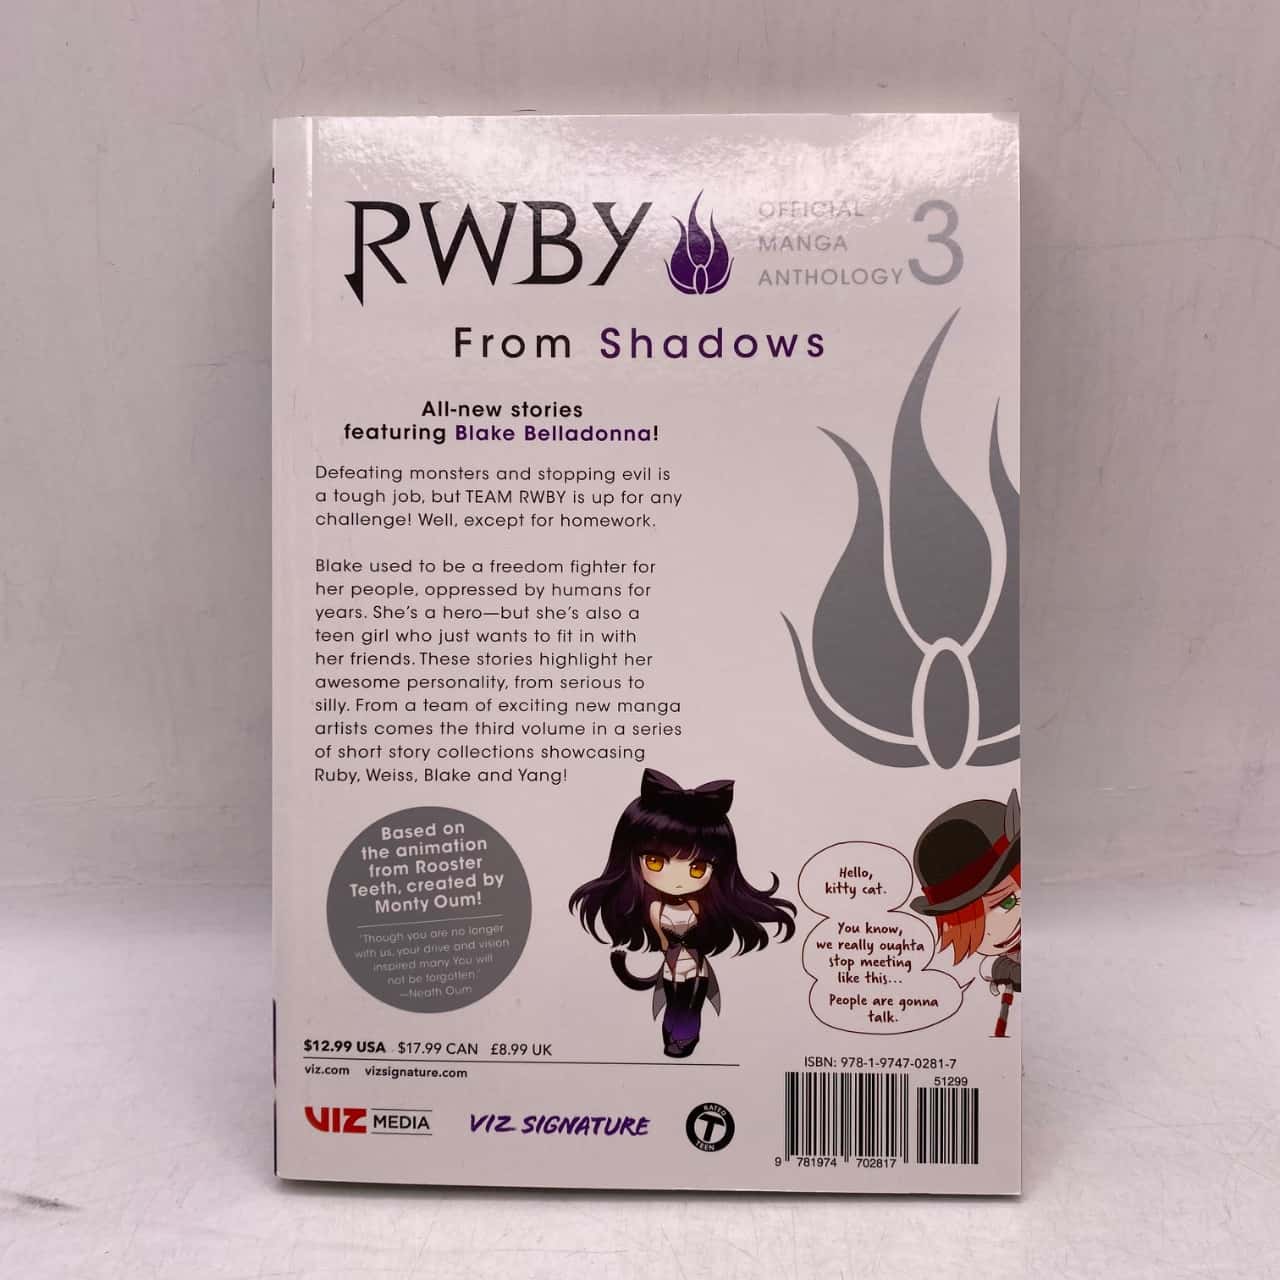 RWBY
OFFICIAL
MANGA
ANTHOLOGY
3
From Shadows
All-new stories
featuring Blake Belladonna!
Defeating monsters and stopping evil is
a tough job, but TEAM RWBY is up for any
challenge! Well, except for homework.
Blake used to be a freedom fighter for
her people, oppressed by humans for
years. She's a hero—but she's also a
teen girl who just wants to fit in with
her friends. These stories highlight her
awesome personality, from serious to
silly. From a team of exciting new manga
artists comes the third volume in a series
of short story collections showcasing
Ruby, Weiss, Blake and Yang!
Based on
the animation
from Rooster
Teeth, created by
Monty Oum!
"Though you are no longer
with us, your drive and vision
inspired many. You will
not be forgotten."
—Neath Oum
Hello,
kitty cat.
You know,
we really oughta
stop meeting
like this...
People are gonna
talk.
$12.99 USA $17.99 CAN £8.99 UK
viz.com vizsignature.com
VIZ MEDIA
VIZ SIGNATURE
RATED
T
TEEN
ISBN: 978-1-9747-0281-7
51299
9 781974 702817